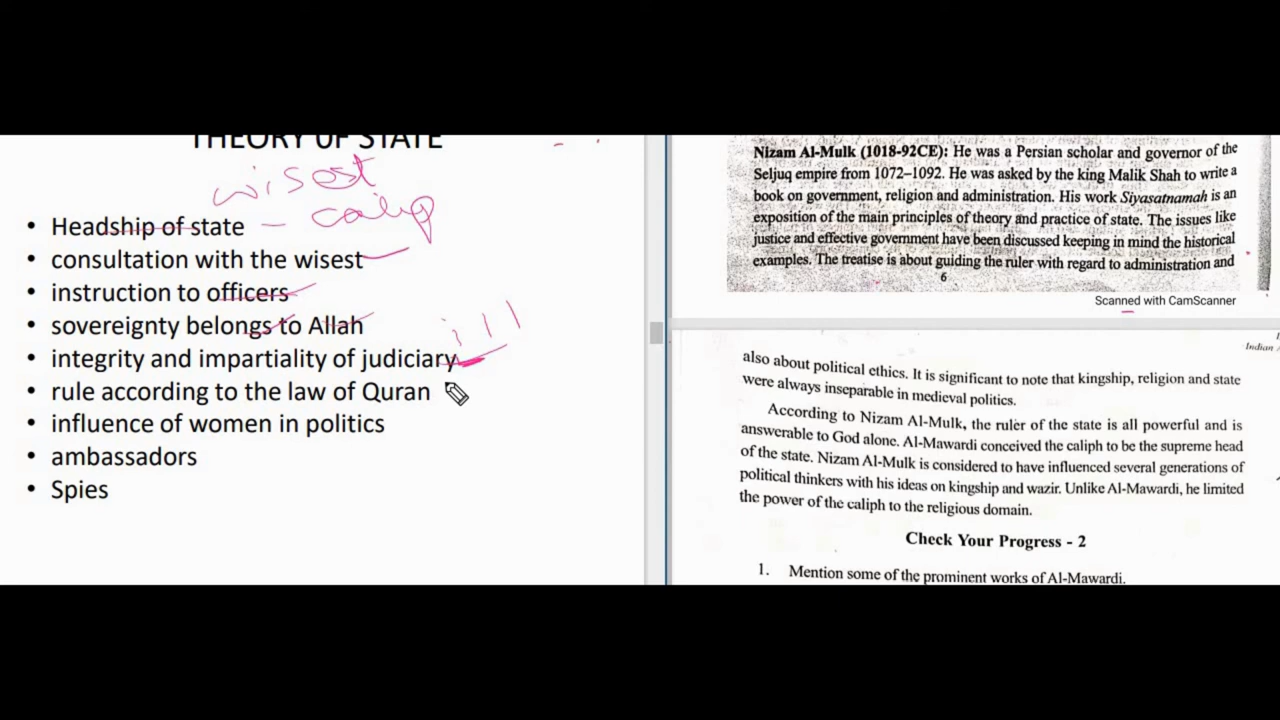 THEORY OF STATE
wisest
• Headship of state - caliq
• consultation with the wisest
• instruction to officers
• sovereignty belongs to Allah
• integrity and impartiality of judiciary
• rule according to the law of Quran
• influence of women in politics
• ambassadors
• Spies
Nizam Al-Mulk (1018-92CE): He was a Persian scholar and governor of the
Seljuq empire from 1072-1092. He was asked by the king Malik Shah to write a
book on government, religion and administration. His work Siyasatnamah is an
exposition of the main principles of theory and practice of state. The issues like
justice and effective government have been discussed keeping in mind the historical
examples. The treatise is about guiding the ruler with regard to administration and
6
Scanned with CamScanner
Indian
also about political ethics. It is significant to note that kingship, religion and state
were always inseparable in medieval politics.
According to Nizam Al-Mulk, the ruler of the state is all powerful and is
answerable to God alone. Al-Mawardi conceived the caliph to be the supreme head
of the state. Nizam Al-Mulk is considered to have influenced several generations of
political thinkers with his ideas on kingship and wazir. Unlike Al-Mawardi, he limited
the power of the caliph to the religious domain.
Check Your Progress - 2
1. Mention some of the prominent works of Al-Mawardi.